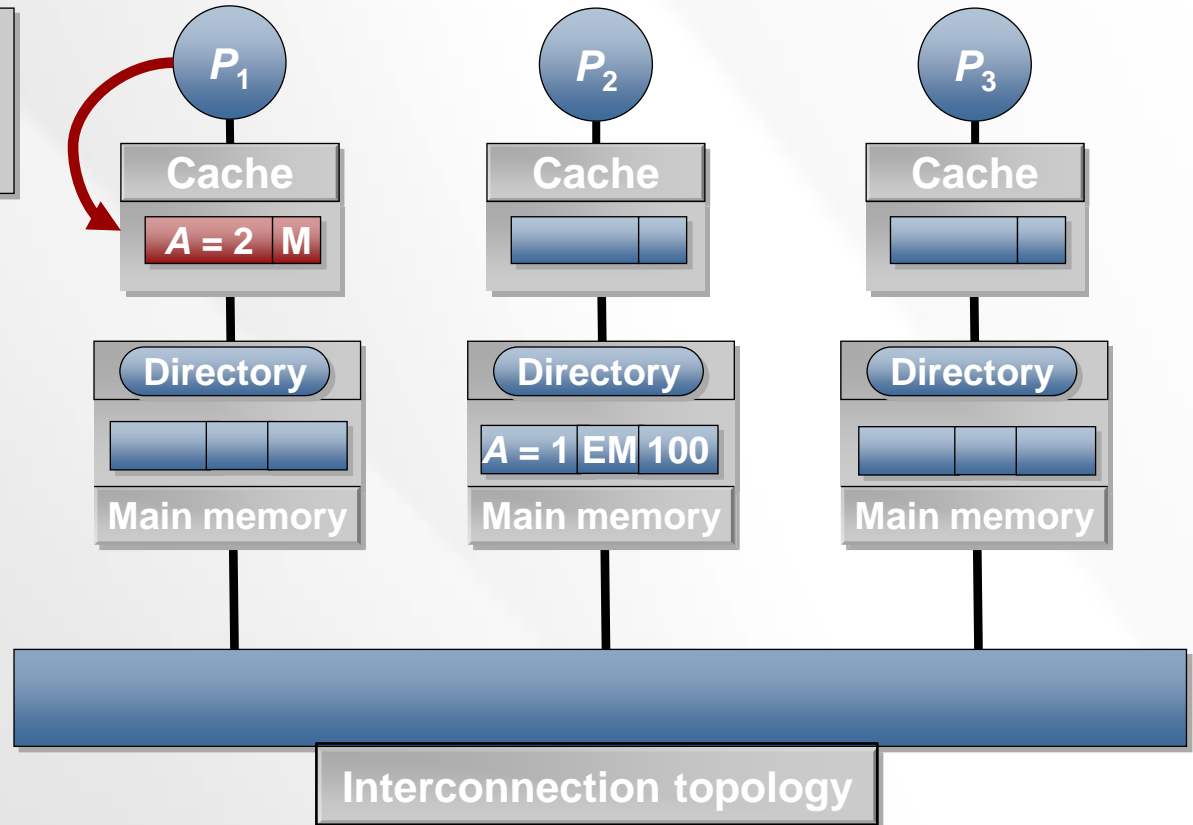 P1 P2 P3
Cache Cache Cache
A = 2 M
Directory Directory Directory
A = 1 EM 100
Main memory Main memory Main memory
Interconnection topology